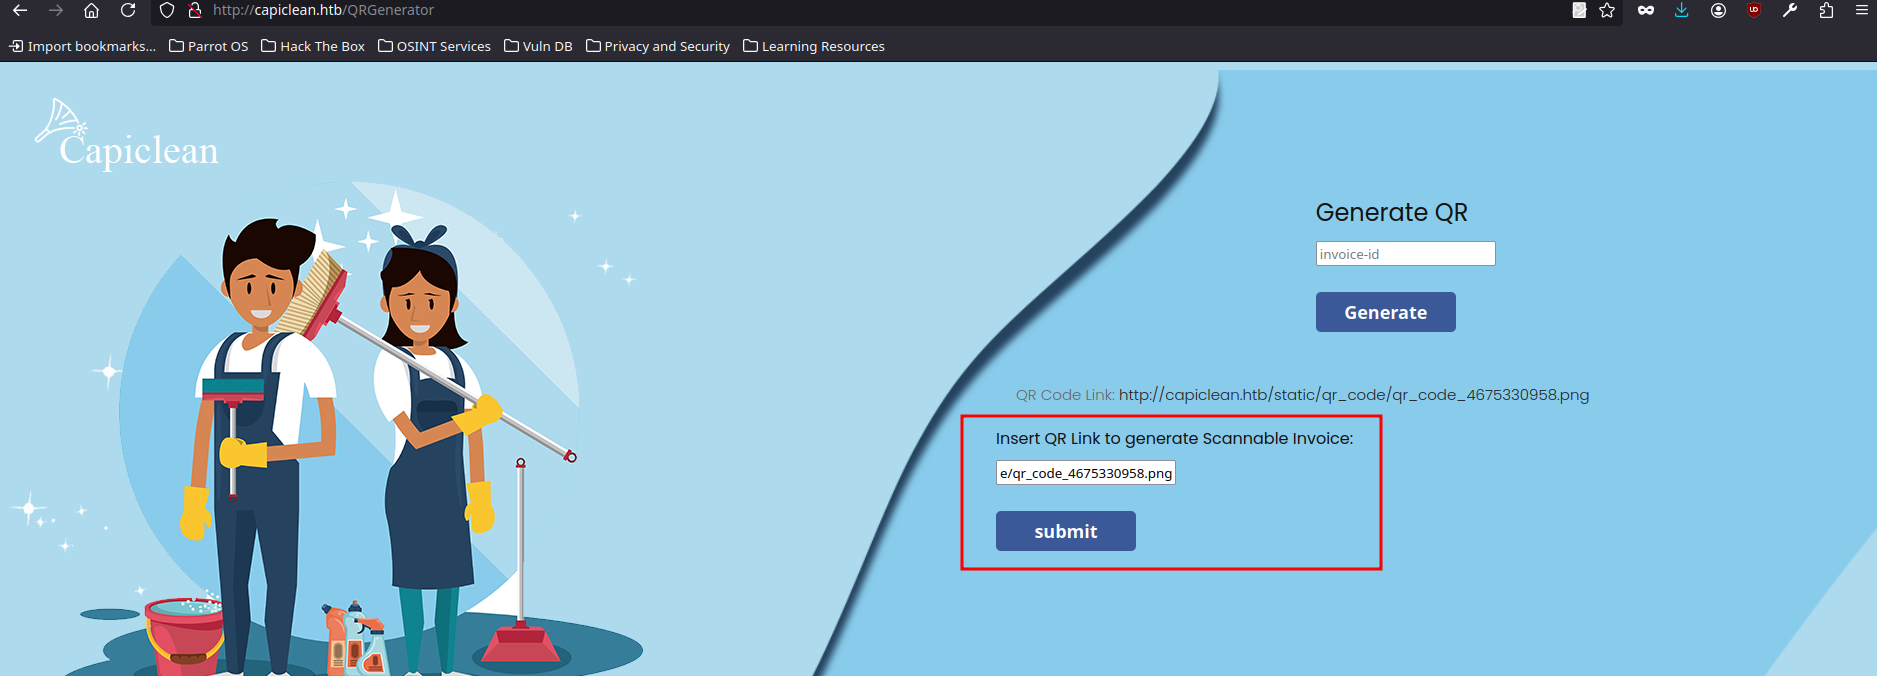 http://capiclean.htb/QRGenerator
Import bookmarks... Parrot OS Hack The Box OSINT Services Vuln DB Privacy and Security Learning Resources
Capiclean
Generate QR
invoice-id
Generate
QR Code Link: http://capiclean.htb/static/qr_code/qr_code_4675330958.png
Insert QR Link to generate Scannable Invoice:
e/qr_code_4675330958.png
submit